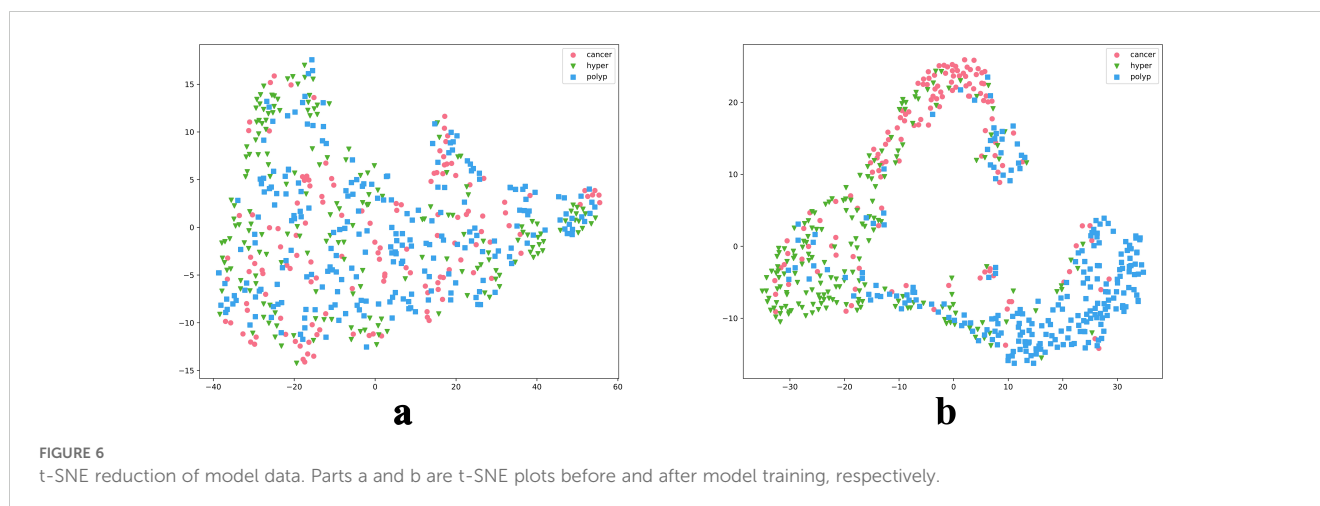 cancer
hyper
polyp
15
10
5
0
−5
−10
−15
−40
−20
0
20
40
60
a
cancer
hyper
polyp
20
10
0
−10
−30
−20
−10
0
10
20
30
b
FIGURE 6
t-SNE reduction of model data. Parts a and b are t-SNE plots before and after model training, respectively.